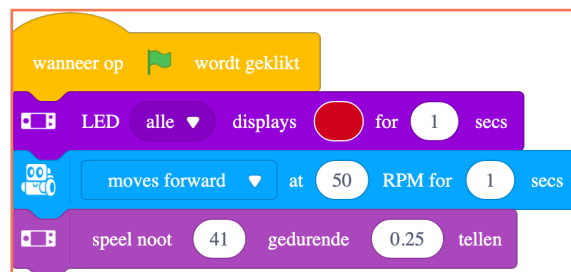 wanneer op wordt geklikt
LED alle displays for 1 secs
moves forward at 50 RPM for 1 secs
speel noot 41 gedurende 0.25 tellen